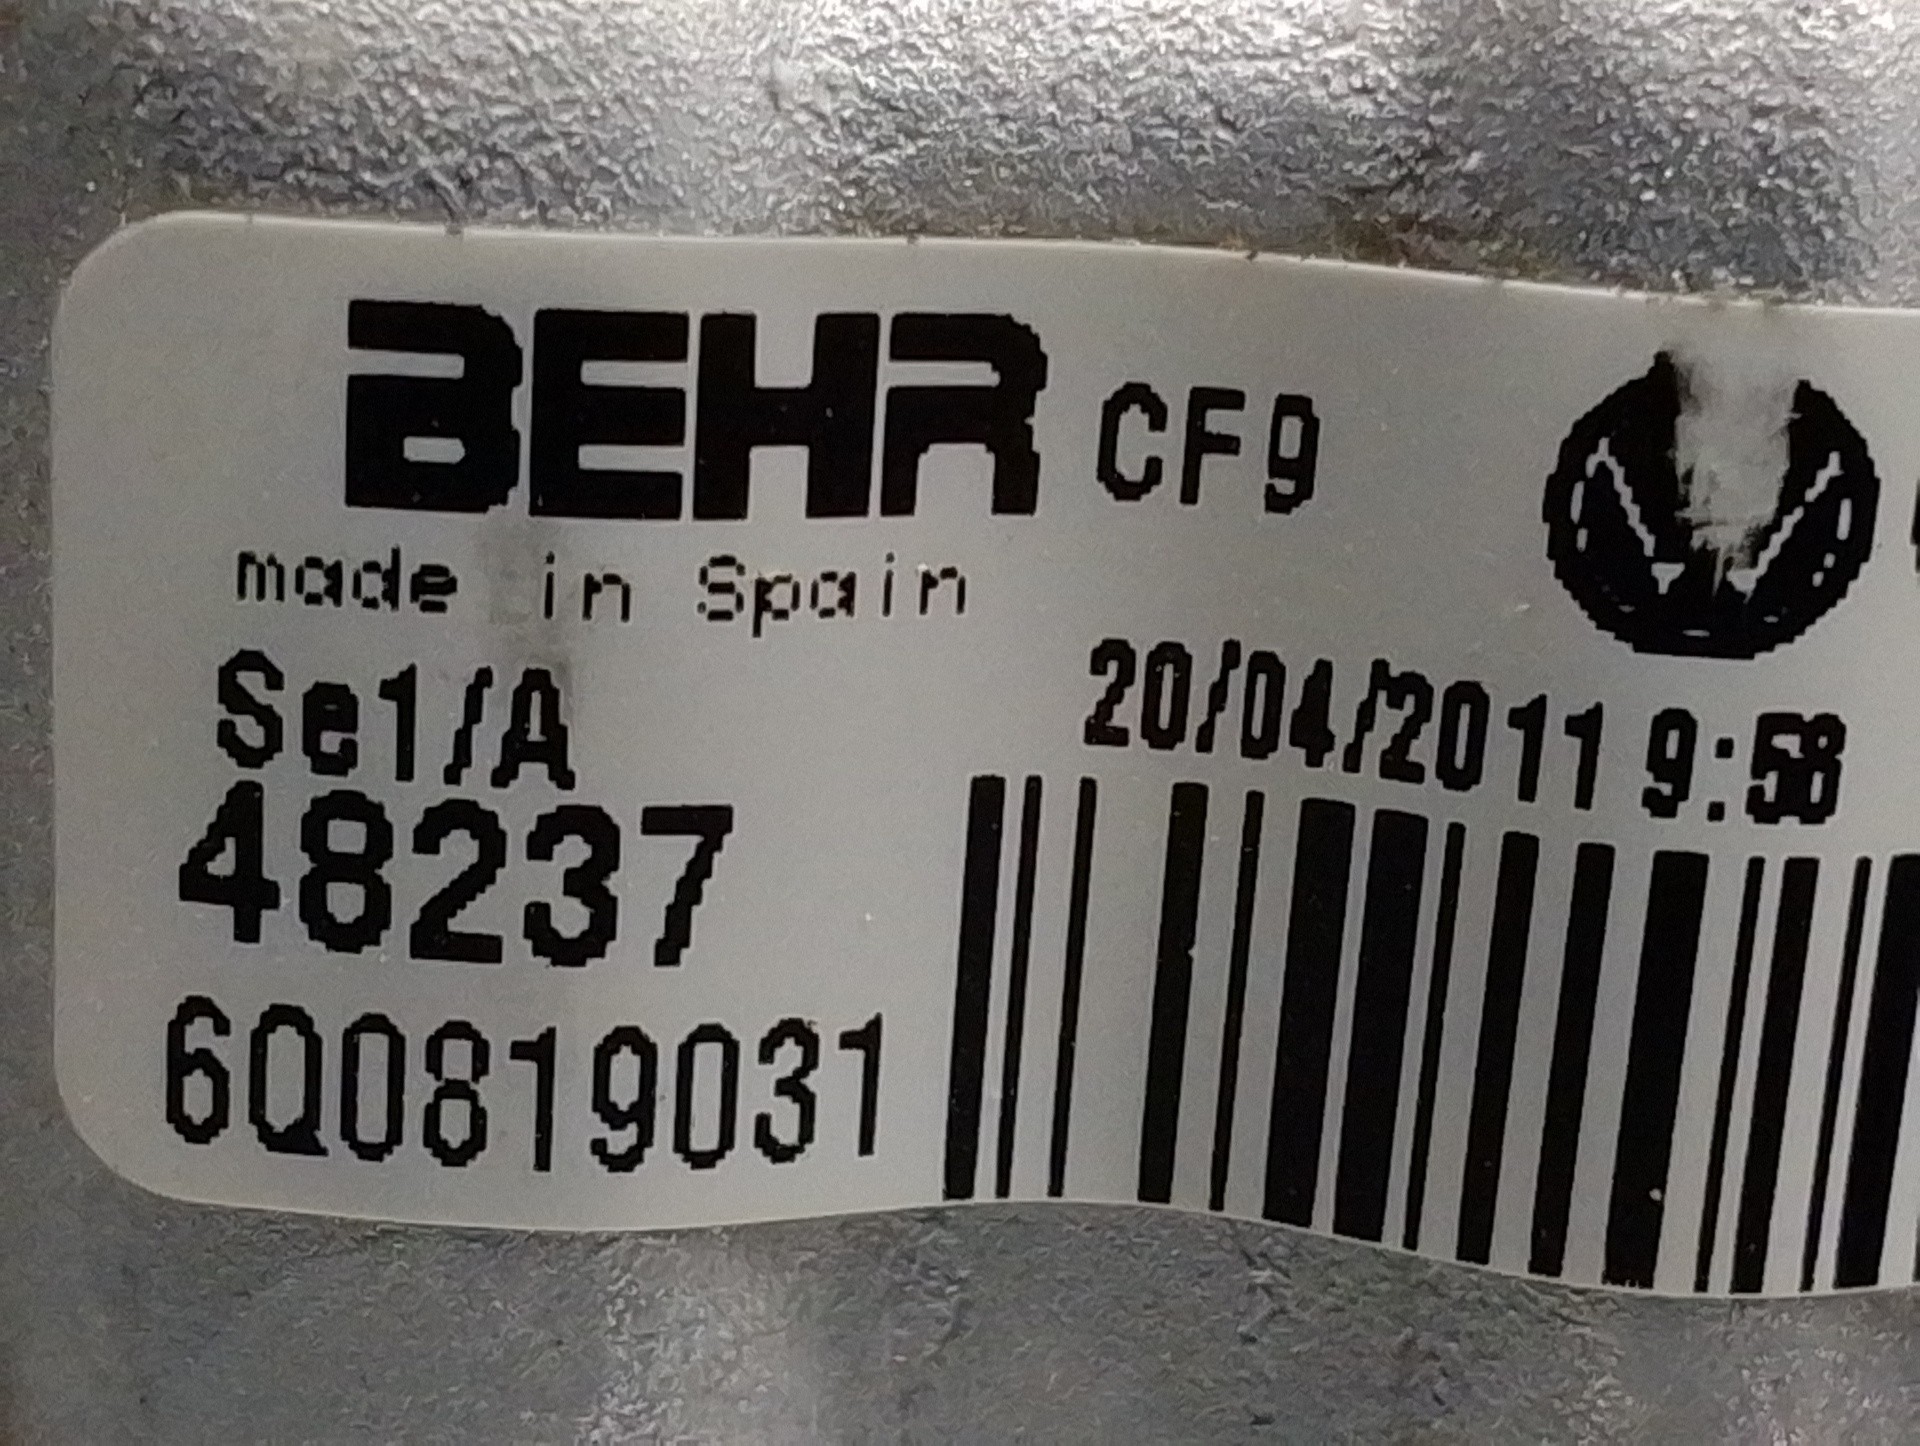 BEHR CF9
made in Spain
Se1/A
20/04/2011 9:58
48237
6Q0819031